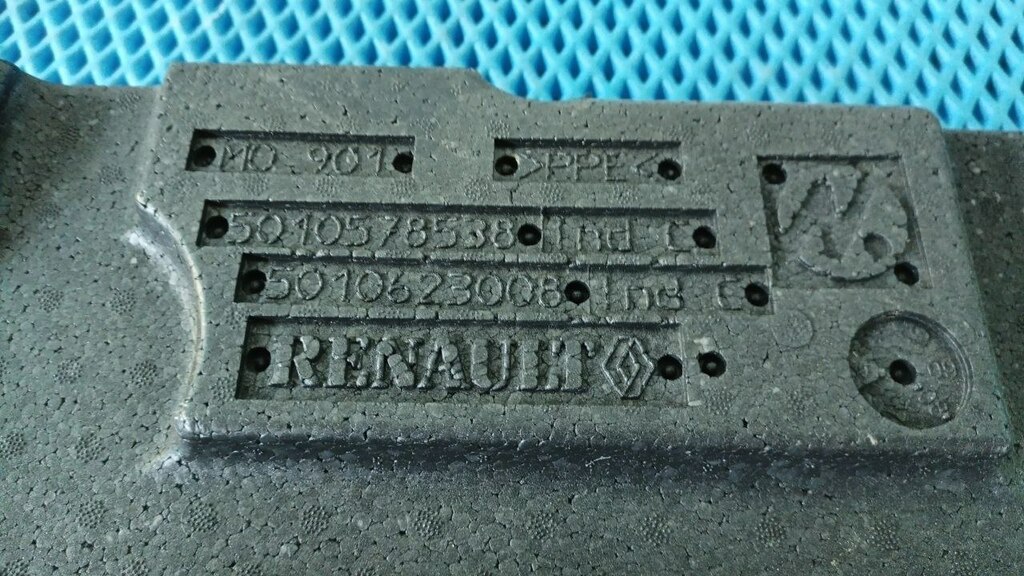 MO 901 >PPE<
5010578538 Ind C
5010623008 Ind E
RENAULT